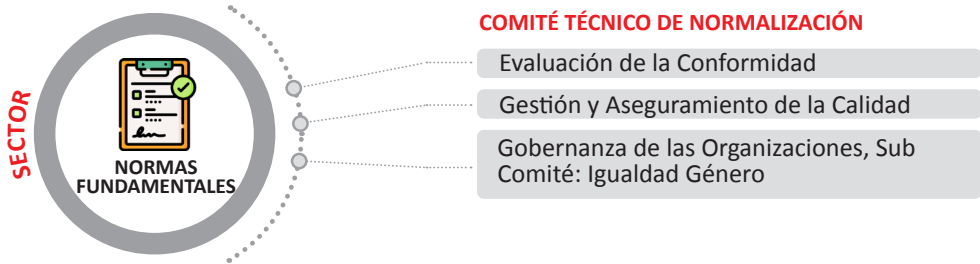 SECTOR
NORMAS
FUNDAMENTALES
COMITÉ TÉCNICO DE NORMALIZACIÓN
Evaluación de la Conformidad
Gestión y Aseguramiento de la Calidad
Gobernanza de las Organizaciones, Sub
Comité: Igualdad Género